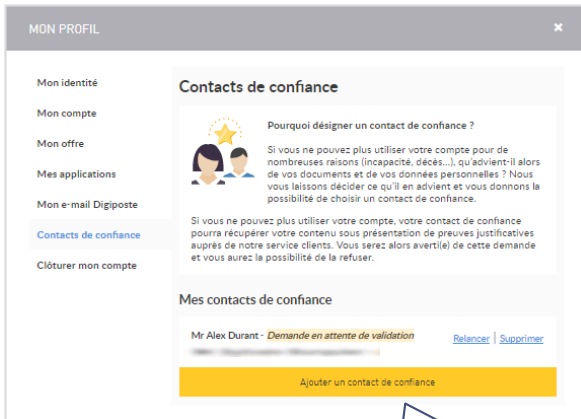 MON PROFIL
×
Mon identité
Mon compte
Mon offre
Mes applications
Mon e-mail Digiposte
Contacts de confiance
Clôturer mon compte
Contacts de confiance
Pourquoi désigner un contact de confiance ?
Si vous ne pouvez plus utiliser votre compte pour de
nombreuses raisons (incapacité, décès...), qu'advient-il alors
de vos documents et de vos données personnelles ? Nous
vous laissons décider ce qu'il en advient et vous donnons la
possibilité de choisir un contact de confiance.
Si vous ne pouvez plus utiliser votre compte, votre contact de confiance
pourra récupérer votre contenu sous présentation de preuves justificatives
auprès de notre service clients. Vous serez alors averti(e) de cette demande
et vous aurez la possibilité de la refuser.
Mes contacts de confiance
Mr Alex Durant - Demande en attente de validation
Relancer | Supprimer
Ajouter un contact de confiance